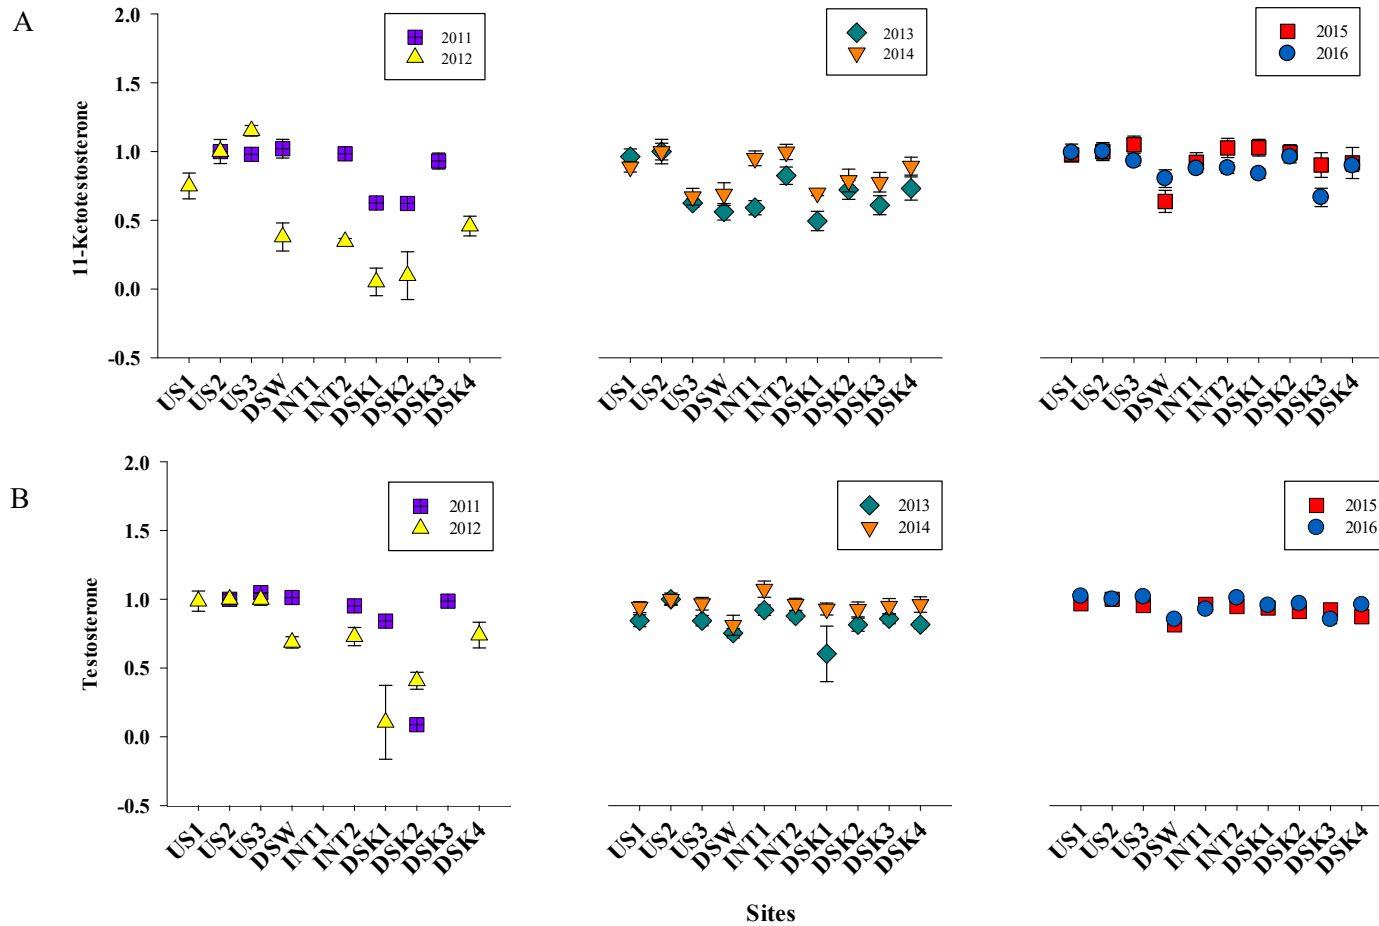 A
11-Ketotestosterone
2.0
1.5
1.0
0.5
0.0
-0.5
2011
2012
2013
2014
2015
2016
US1 US2 US3 DSW INT1 INT2 DSK1 DSK2 DSK3 DSK4
US1 US2 US3 DSW INT1 INT2 DSK1 DSK2 DSK3 DSK4
US1 US2 US3 DSW INT1 INT2 DSK1 DSK2 DSK3 DSK4
B
Testosterone
2.0
1.5
1.0
0.5
0.0
-0.5
2011
2012
2013
2014
2015
2016
US1 US2 US3 DSW INT1 INT2 DSK1 DSK2 DSK3 DSK4
US1 US2 US3 DSW INT1 INT2 DSK1 DSK2 DSK3 DSK4
US1 US2 US3 DSW INT1 INT2 DSK1 DSK2 DSK3 DSK4
Sites